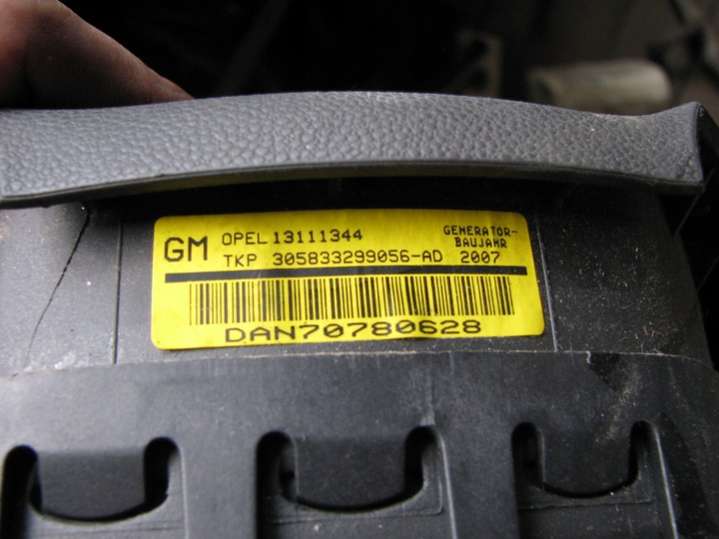 GM OPEL 13111344 GENERATOR-
BAUJAHR
TKP 305833299056-AD 2007
DAN70780628